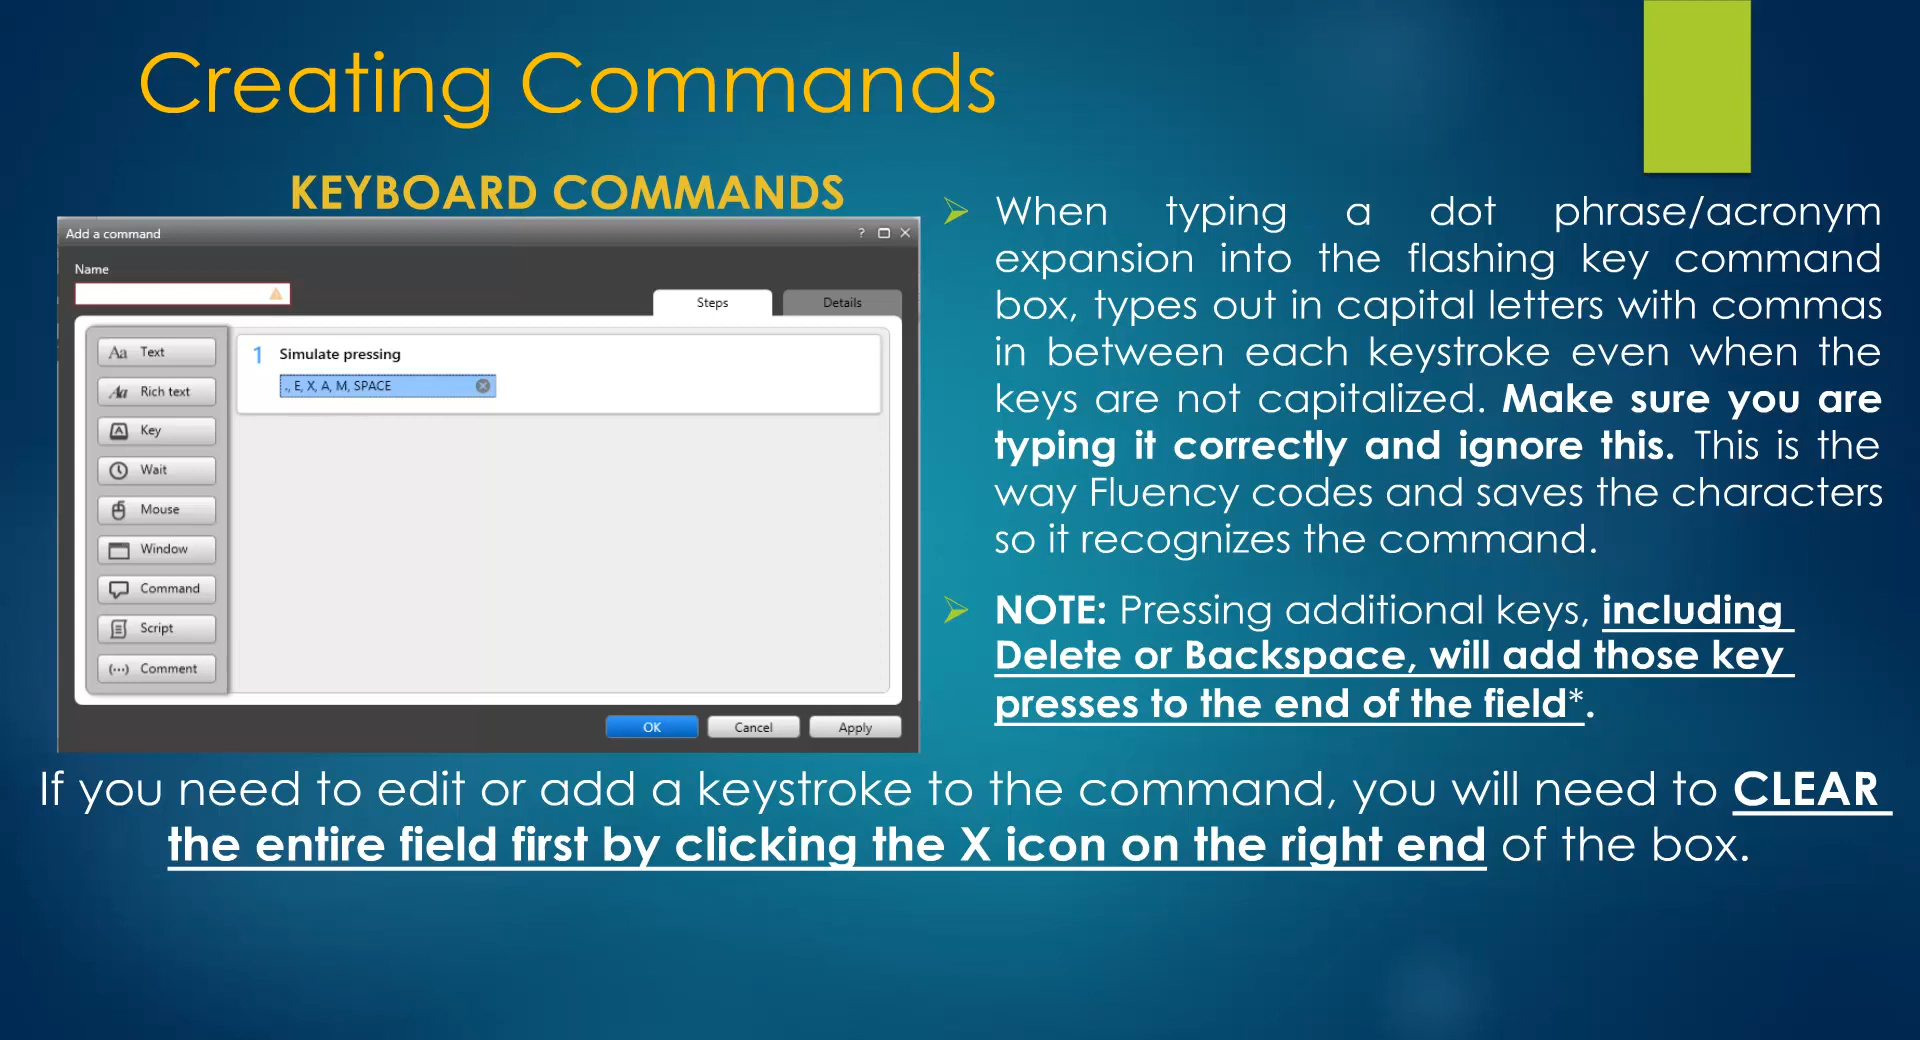 Creating Commands
KEYBOARD COMMANDS
Add a command
?
Name
Steps
Details
Aa Text
Aa Rich text
A Key
Wait
Mouse
Window
Command
Script
(...) Comment
1 Simulate pressing
., E, X, A, M, SPACE
OK
Cancel
Apply
When typing a dot phrase/acronym
expansion into the flashing key command
box, types out in capital letters with commas
in between each keystroke even when the
keys are not capitalized. Make sure you are
typing it correctly and ignore this. This is the
way Fluency codes and saves the characters
so it recognizes the command.
NOTE: Pressing additional keys, including
Delete or Backspace, will add those key
presses to the end of the field*.
If you need to edit or add a keystroke to the command, you will need to CLEAR
the entire field first by clicking the X icon on the right end of the box.